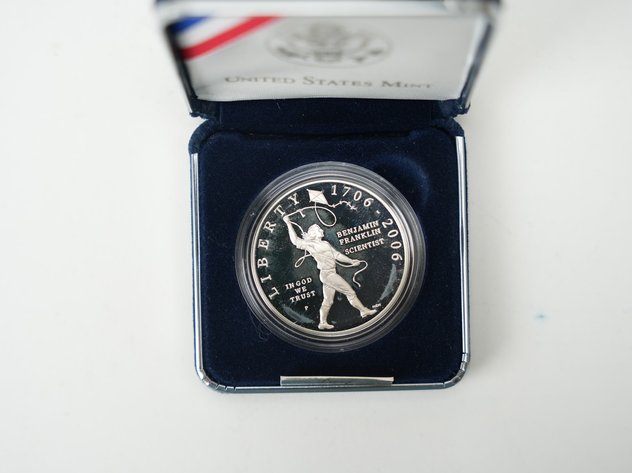 UNITED STATES MINT
LIBERTY 1706 · 2006
BENJAMIN
FRANKLIN
SCIENTIST
IN GOD
WE
TRUST
P